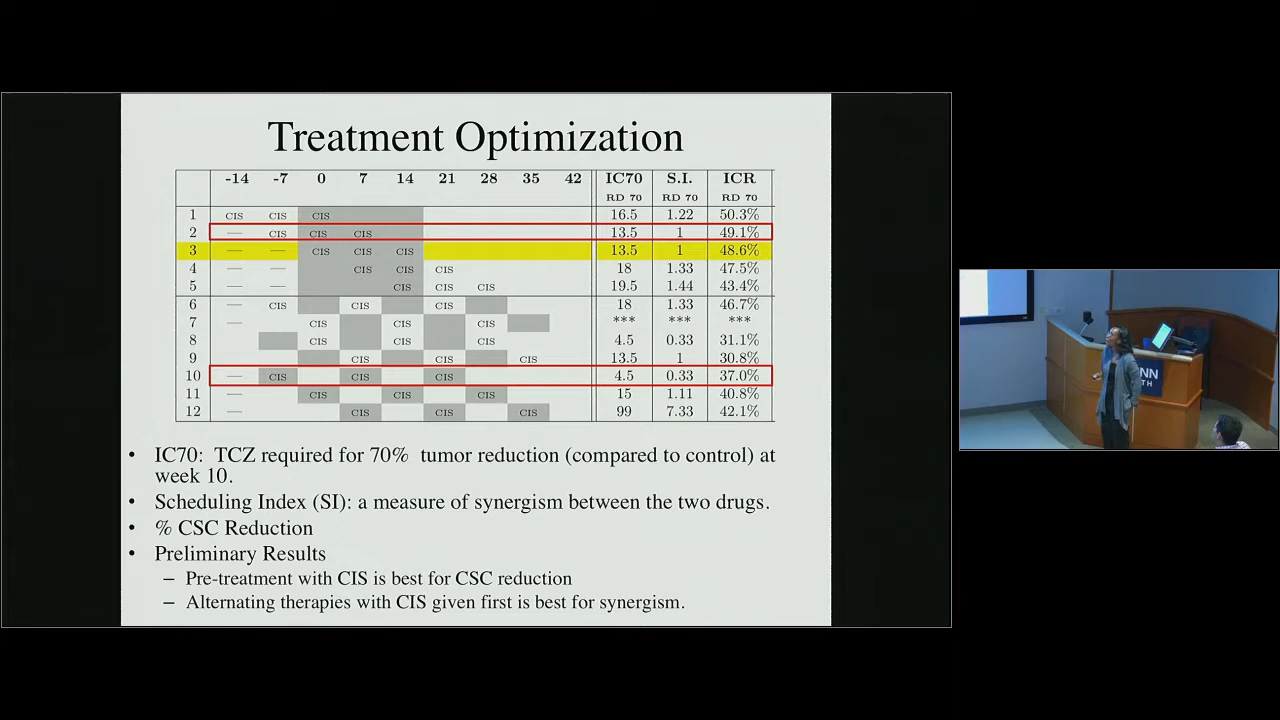 Treatment Optimization
-14 -7 0 7 14 21 28 35 42 IC70 S.I. ICR
RD 70 RD 70 RD 70
1 CIS CIS CIS 16.5 1.22 50.3%
2 — CIS CIS CIS 13.5 1 49.1%
3 — — CIS CIS CIS 13.5 1 48.6%
4 — — CIS CIS CIS 18 1.33 47.5%
5 — — CIS CIS CIS 19.5 1.44 43.4%
6 — CIS CIS CIS 18 1.33 46.7%
7 — CIS CIS CIS *** *** ***
8 CIS CIS CIS 4.5 0.33 31.1%
9 CIS CIS CIS 13.5 1 30.8%
10 — CIS CIS CIS 4.5 0.33 37.0%
11 — CIS CIS CIS 15 1.11 40.8%
12 — CIS CIS CIS 99 7.33 42.1%
• IC70: TCZ required for 70% tumor reduction (compared to control) at
week 10.
• Scheduling Index (SI): a measure of synergism between the two drugs.
• % CSC Reduction
• Preliminary Results
– Pre-treatment with CIS is best for CSC reduction
– Alternating therapies with CIS given first is best for synergism.